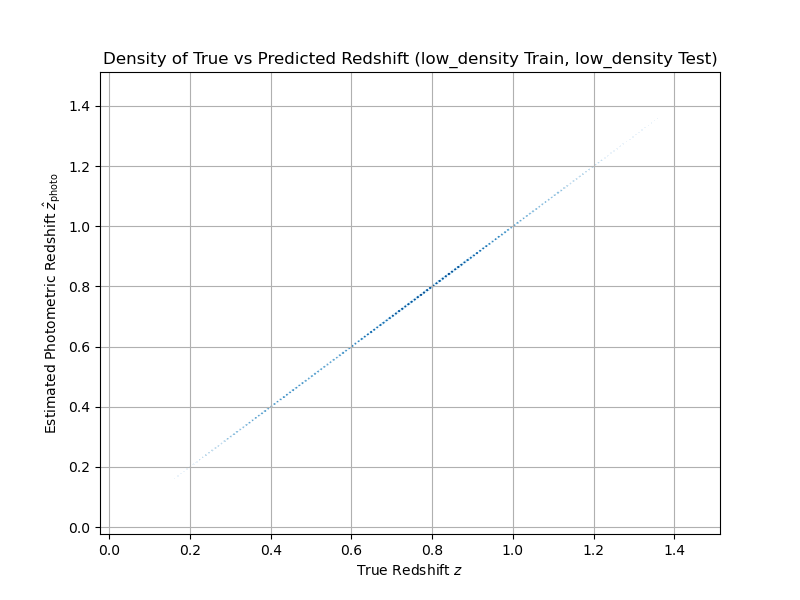 Density of True vs Predicted Redshift (low_density Train, low_density Test)
1.4
1.2
1.0
0.8
0.6
0.4
0.2
0.0
Estimated Photometric Redshift ẑphoto
0.0 0.2 0.4 0.6 0.8 1.0 1.2 1.4
True Redshift z